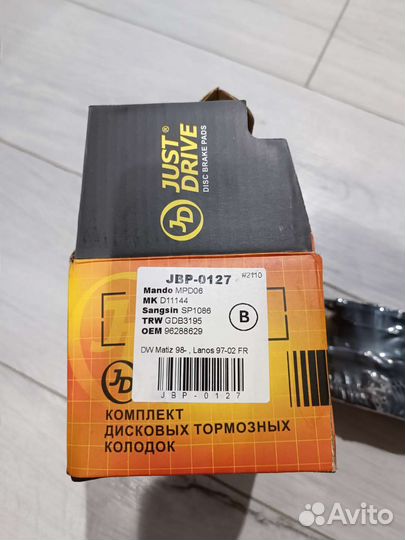 JD
JUST
DRIVE®
DISC BRAKE PADS
JBP-0127 #2110
Mando MPD06
MK D11144
Sangsin SP1086
TRW GDB3195
OEM 96288629
B
DW Matiz 98- , Lanos 97-02 FR
JBP-0127
JD
КОМПЛЕКТ
ДИСКОВЫХ ТОРМОЗНЫХ
КОЛОДОК
Avito